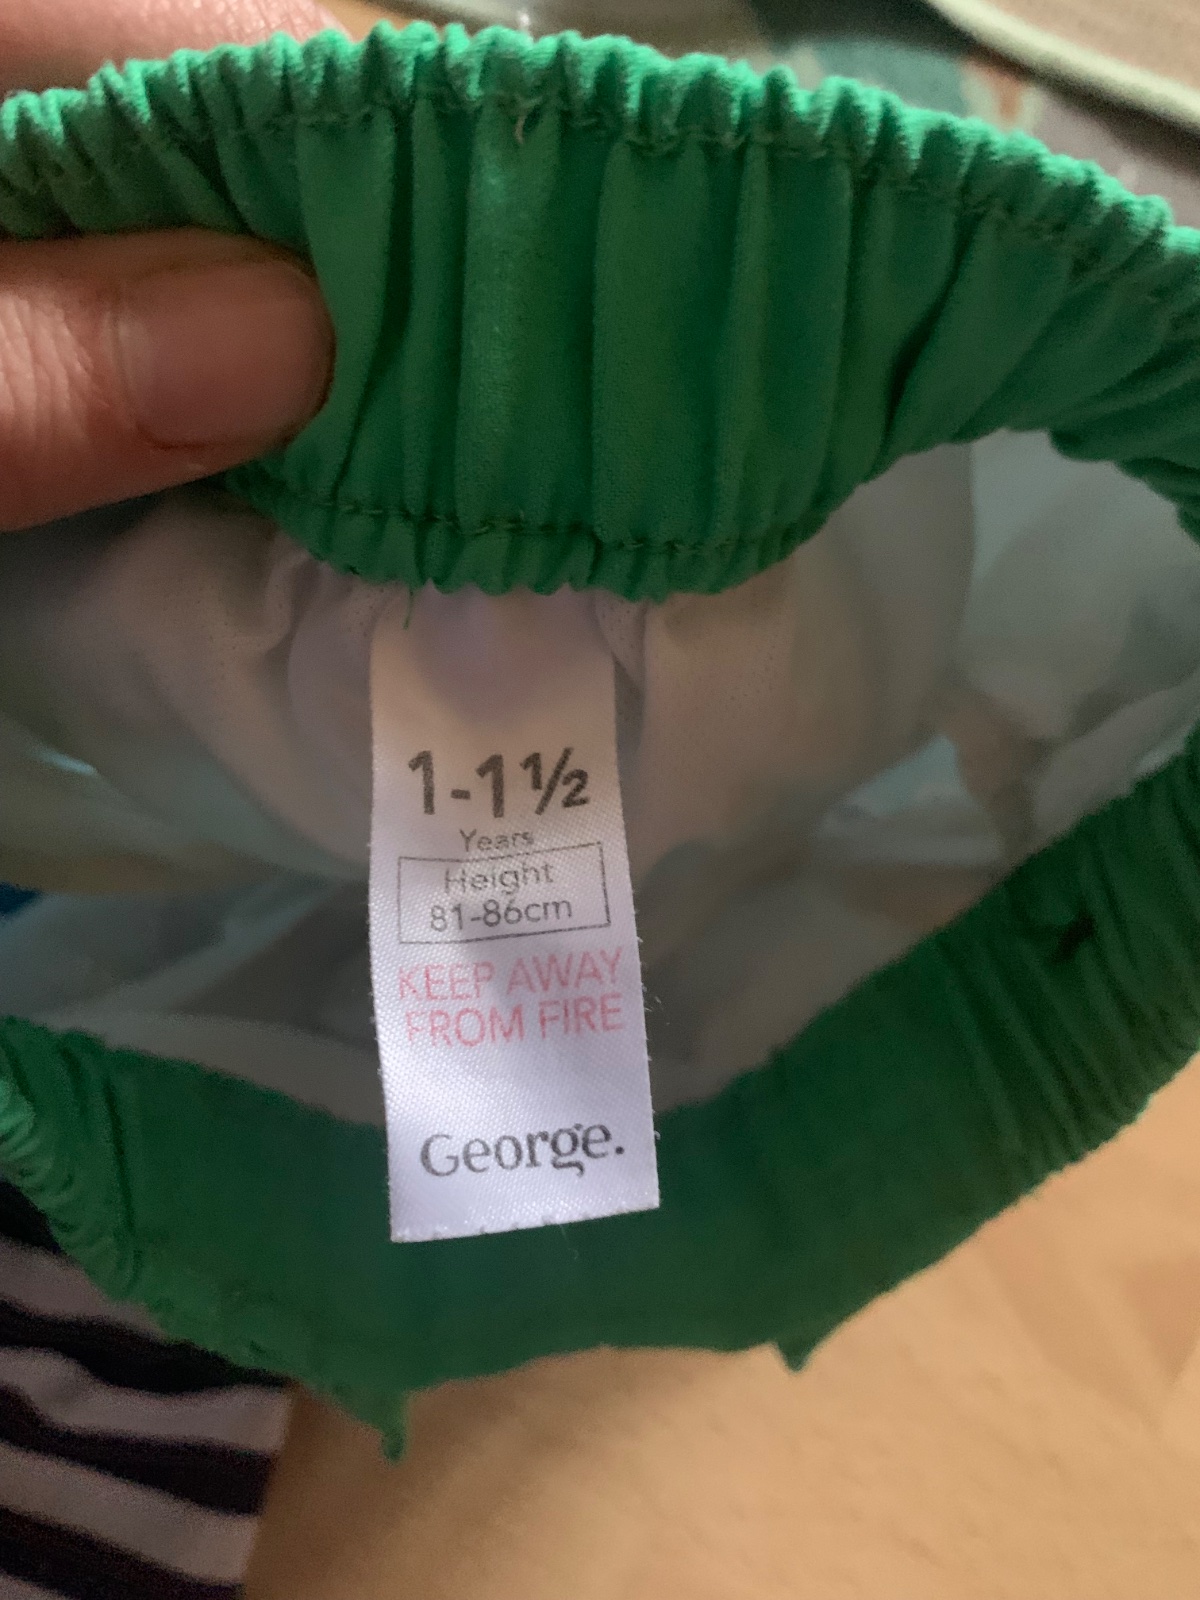 1-1½
Years
Height
81-86cm
KEEP AWAY
FROM FIRE
George.